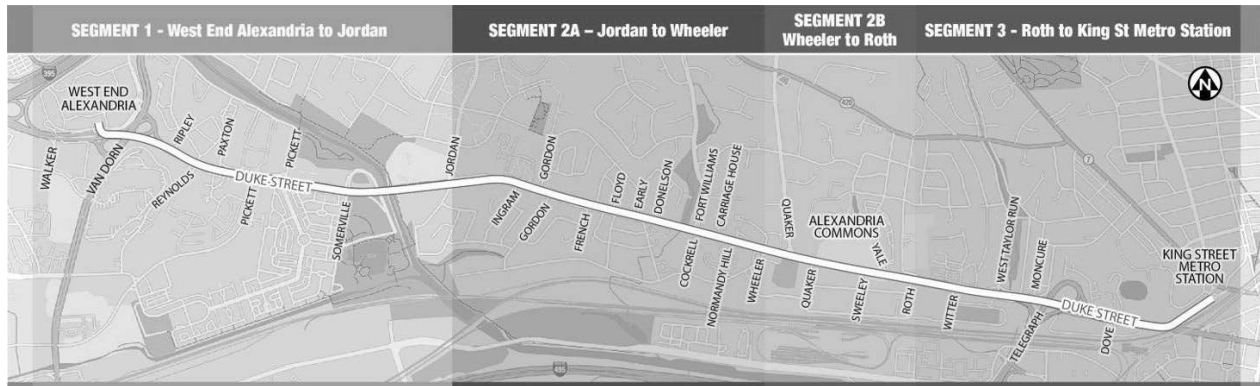 SEGMENT 1 - West End Alexandria to Jordan
SEGMENT 2A – Jordan to Wheeler
SEGMENT 2B
Wheeler to Roth
SEGMENT 3 - Roth to King St Metro Station
395
WEST END
ALEXANDRIA
WALKER
VAN DORN
RIPLEY
REYNOLDS
PAXTON
PICKETT
PICKETT
DUKE STREET
SOMERVILLE
JORDAN
INGRAM
GORDON
GORDON
FRENCH
FLOYD
EARLY
DONELSON
FORT WILLIAMS
CARRIAGE HOUSE
COCKRELL
NORMANDY HILL
WHEELER
495
420
QUAKER
QUAKER
ALEXANDRIA
COMMONS
YALE
SWEELEY
ROTH
WITTER
WEST TAYLOR RUN
MONCURE
TELEGRAPH
DUKE STREET
DOVE
7
N
KING STREET
METRO
STATION